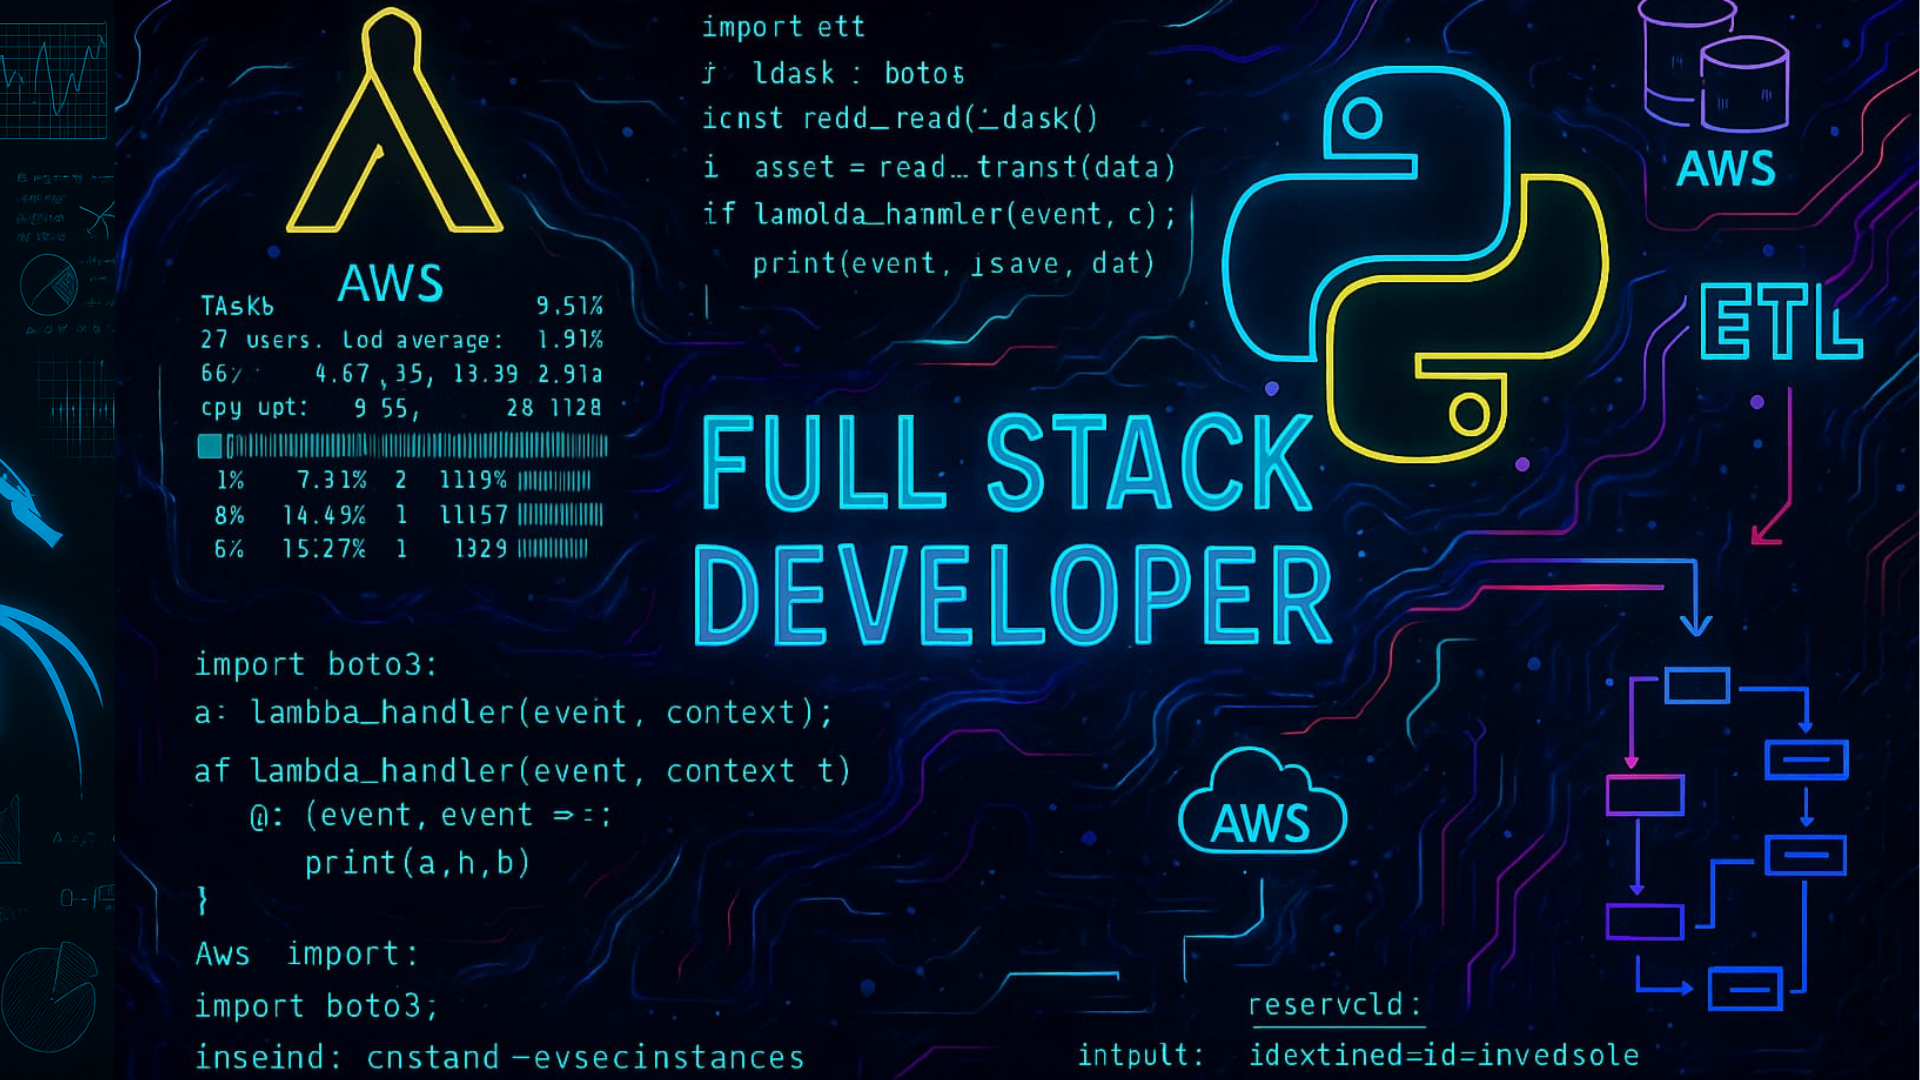 import ett
ldask : botos
icnst redd_read(_dask()
i asset = read... transt(data)
if lamolda_hanmler(event, c);
print(event, save, dat)
AWS
TAsKb 9.51%
27 users. Lod average: 1.91%
66% 4.67 ,35, 13.39 2.91a
cpy upt: 9 55, 28 1128
1% 7.31% 2 1119%
8% 14.49% 1 11157
6% 15:27% 1 1329
AWS
ETL
FULL STACK
DEVELOPER
import boto3:
a: lambba_handler(event, context);
af lambda_handler(event, context t)
@: (event, event =>=;
print(a,h,b)
}
Aws import:
import boto3;
inseind: cnstand –evsecinstances
AWS
reservcld:
intpult: idextined=id=invedsole